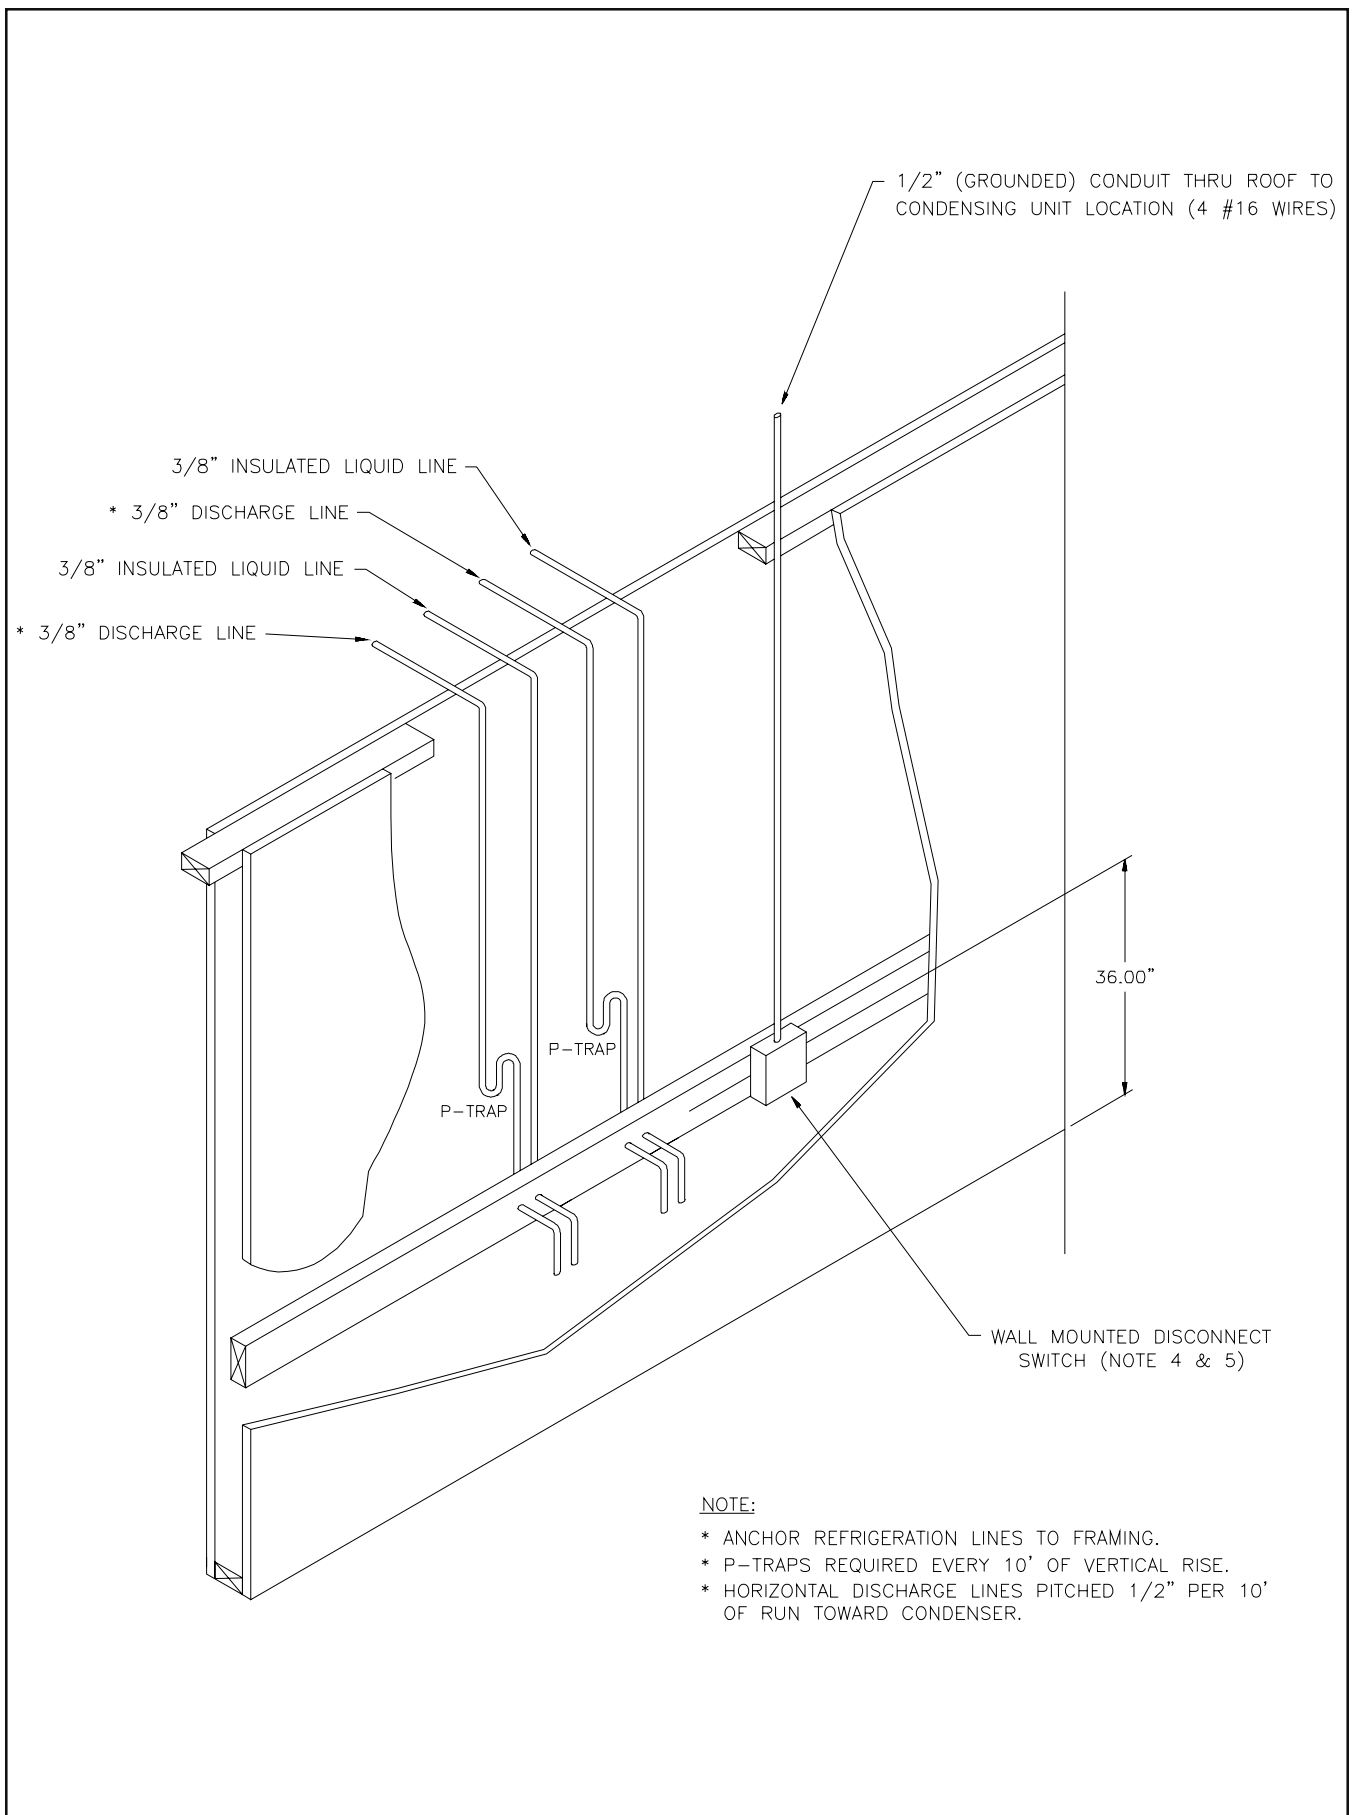 1/2” (GROUNDED) CONDUIT THRU ROOF TO
CONDENSING UNIT LOCATION (4 #16 WIRES)
3/8” INSULATED LIQUID LINE
* 3/8” DISCHARGE LINE
3/8” INSULATED LIQUID LINE
* 3/8” DISCHARGE LINE
36.00”
P-TRAP
P-TRAP
WALL MOUNTED DISCONNECT
SWITCH (NOTE 4 & 5)
NOTE:
* ANCHOR REFRIGERATION LINES TO FRAMING.
* P-TRAPS REQUIRED EVERY 10’ OF VERTICAL RISE.
* HORIZONTAL DISCHARGE LINES PITCHED 1/2” PER 10’
OF RUN TOWARD CONDENSER.